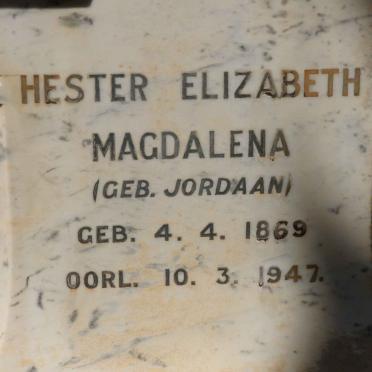 HESTER ELIZABETH
MAGDALENA
(GEB. JORDAAN)
GEB. 4. 4. 1869
OORL. 10. 3. 1947.